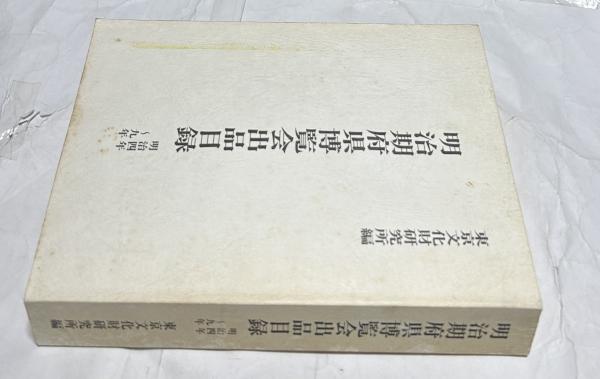 明治期府県博覧会出品目録
明治四年
～九年
東京文化財研究所編
明治期府県博覧会出品目録
明治四年
～九年
東京文化財研究所編